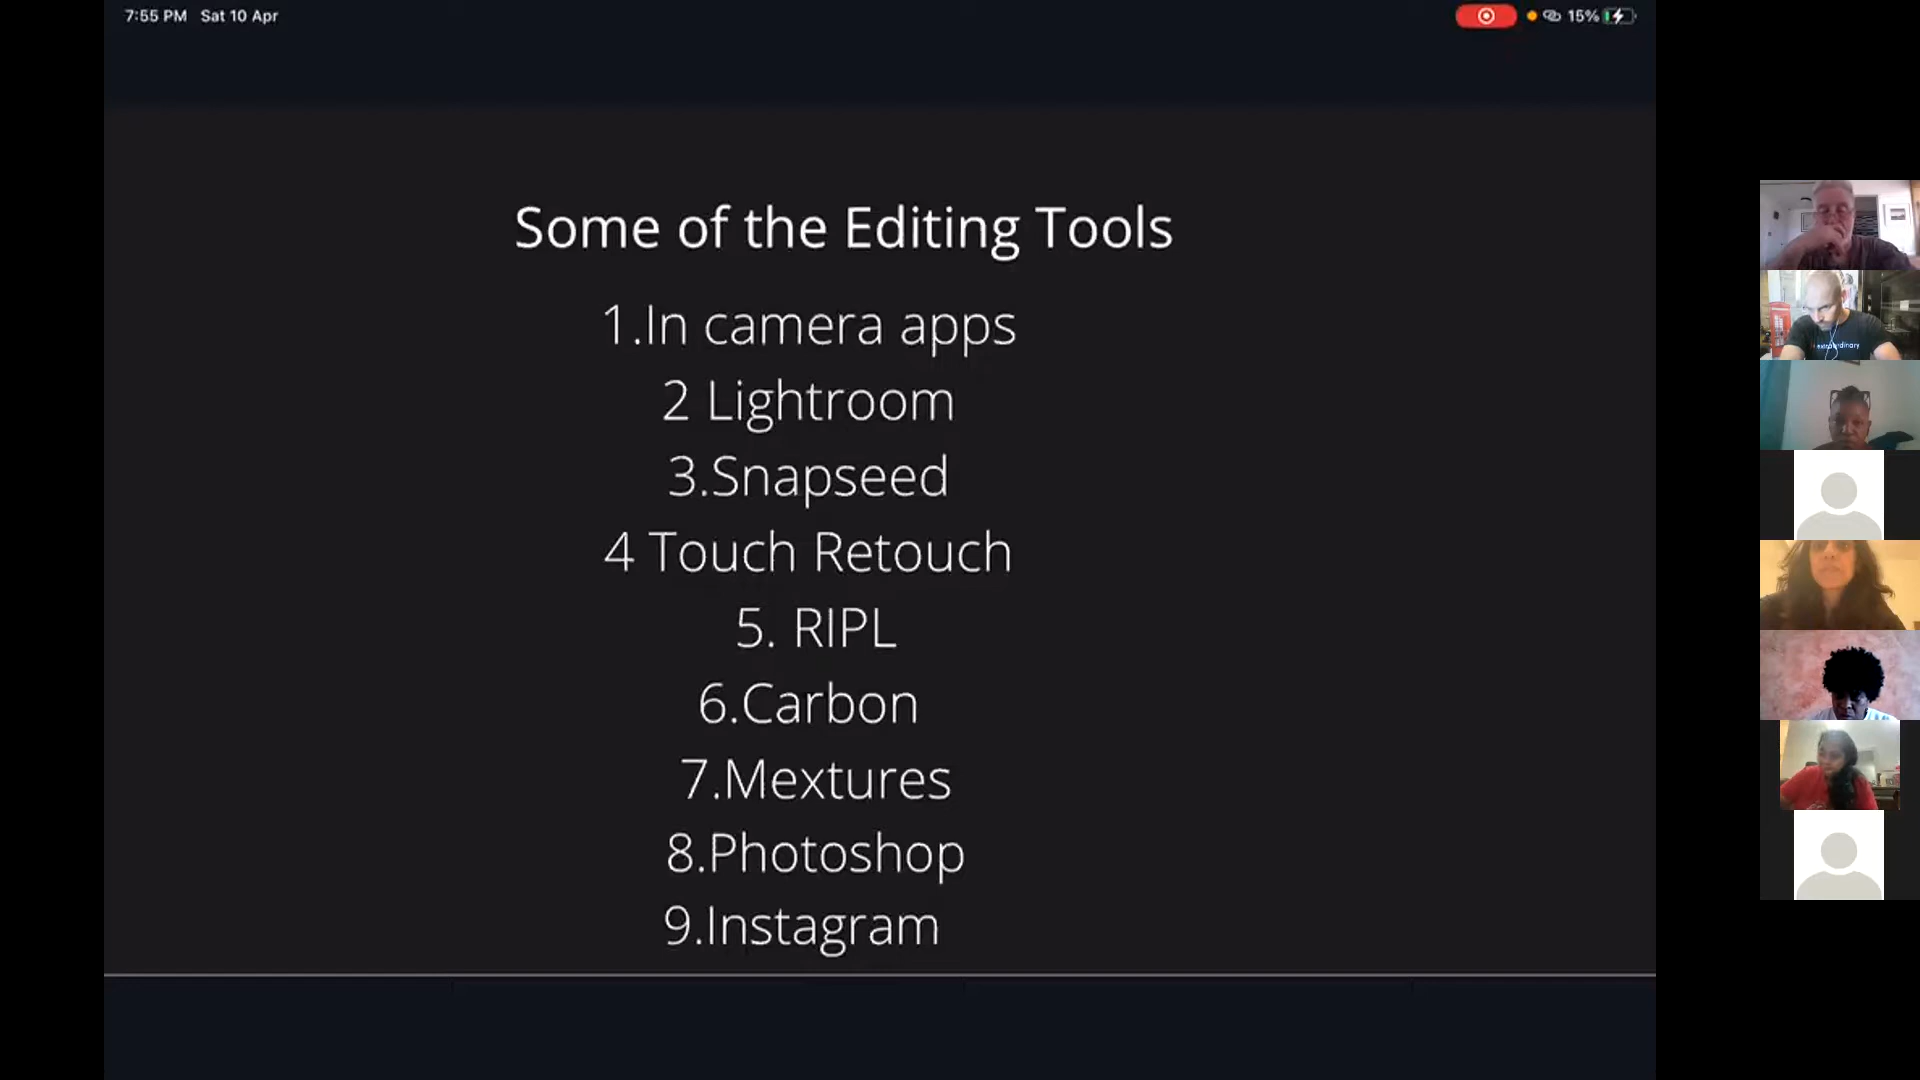 7:55 PM Sat 10 Apr
15%
Some of the Editing Tools
1.In camera apps
2 Lightroom
3.Snapseed
4 Touch Retouch
5. RIPL
6.Carbon
7.Mextures
8.Photoshop
9.Instagram
extraordinary